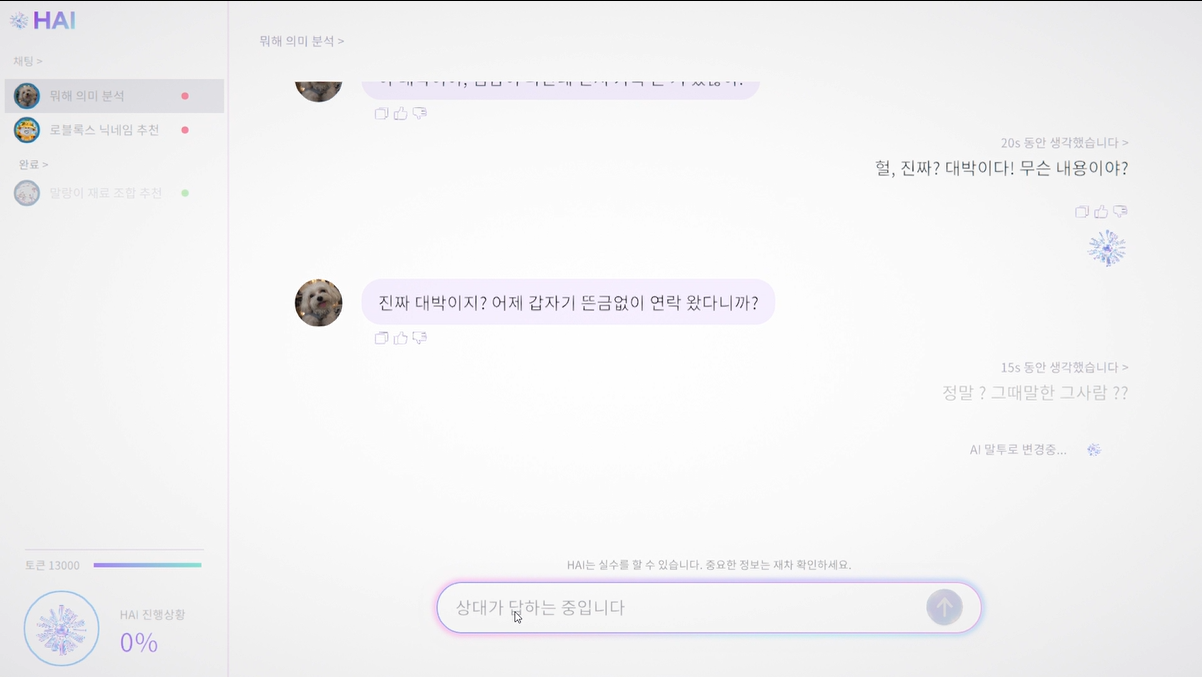 HAI
채팅 >
뭐해 의미 분석
로블록스 닉네임 추천
완료 >
말랑이 재료 조합 추천
토큰 13000
HAI 진행상황
0%
뭐해 의미 분석 >
20s 동안 생각했습니다 >
헐, 진짜? 대박이다! 무슨 내용이야?
진짜 대박이지? 어제 갑자기 뜬금없이 연락 왔다니까?
15s 동안 생각했습니다 >
정말 ? 그때말한 그사람 ??
AI 말투로 변경중...
HAI는 실수를 할 수 있습니다. 중요한 정보는 재차 확인하세요.
상대가 답하는 중입니다